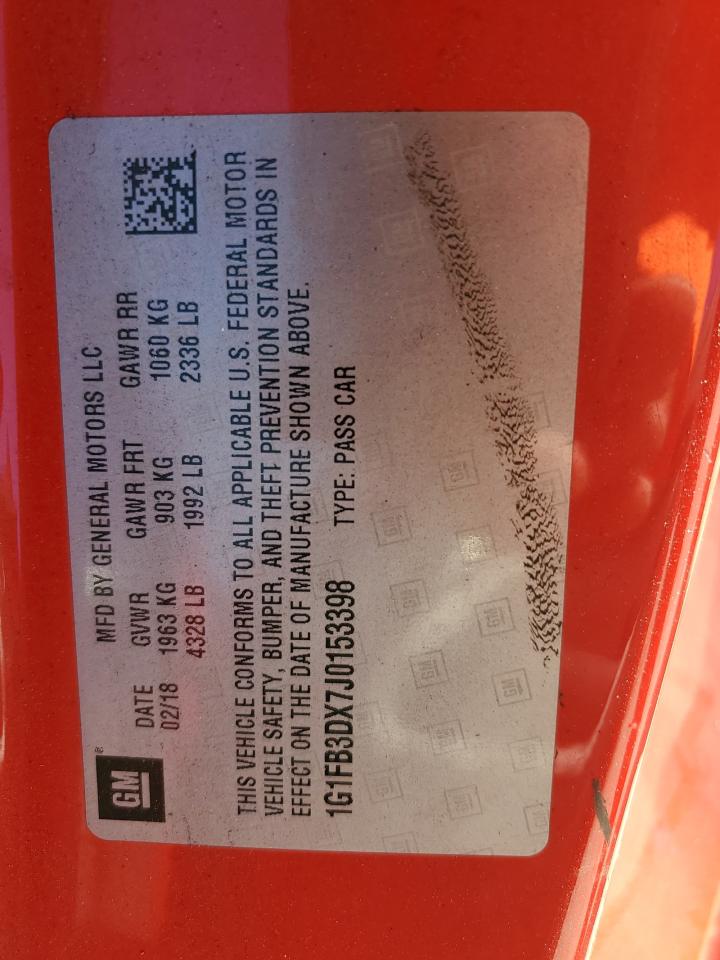 GM
MFD BY GENERAL MOTORS LLC
DATE GVWR GAWR FRT GAWR RR
02/18 1963 KG 903 KG 1060 KG
4328 LB 1992 LB 2336 LB
THIS VEHICLE CONFORMS TO ALL APPLICABLE U.S. FEDERAL MOTOR
VEHICLE SAFETY, BUMPER, AND THEFT PREVENTION STANDARDS IN
EFFECT ON THE DATE OF MANUFACTURE SHOWN ABOVE.
1G1FB3DX7J0153398 TYPE: PASS CAR